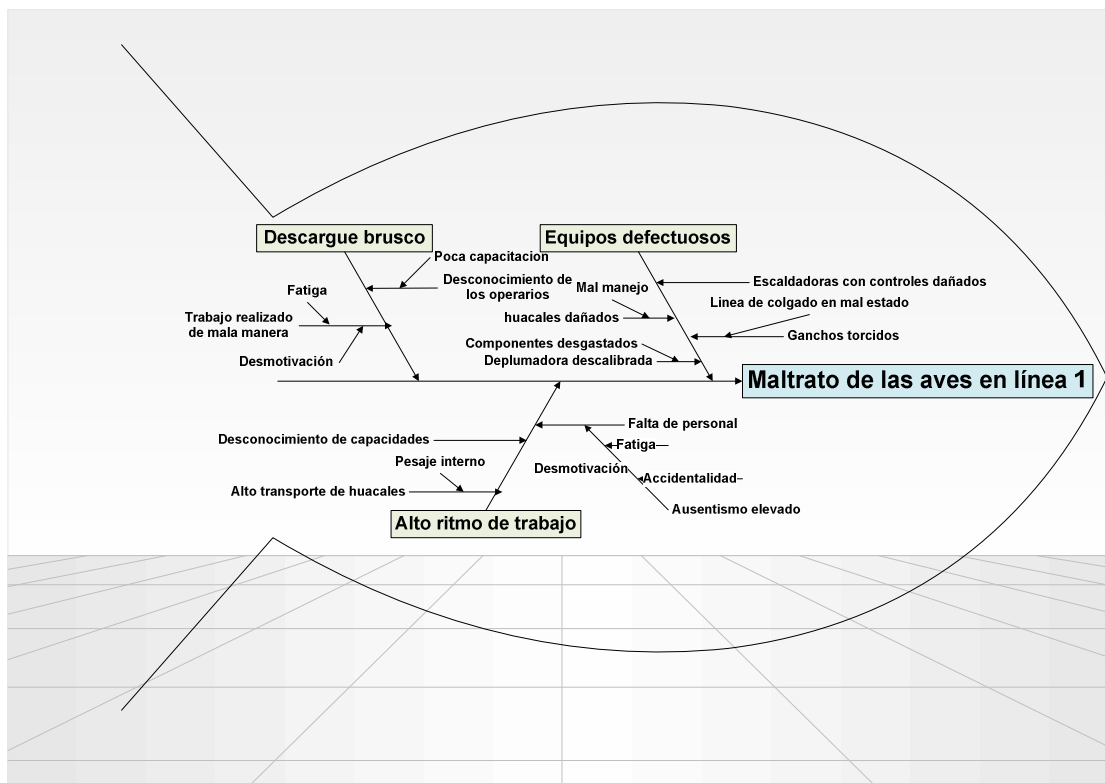 Descargue brusco
Equipos defectuosos
Poca capacitacion
Desconocimiento de
los operarios
Fatiga
Trabajo realizado
de mala manera
Desmotivación
Escaldadoras con controles dañados
Mal manejo
Linea de colgado en mal estado
huacales dañados
Ganchos torcidos
Componentes desgastados
Deplumadora descalibrada
Maltrato de las aves en línea 1
Falta de personal
Desconocimiento de capacidades
Fatiga
Pesaje interno
Desmotivación
Accidentalidad
Alto transporte de huacales
Ausentismo elevado
Alto ritmo de trabajo